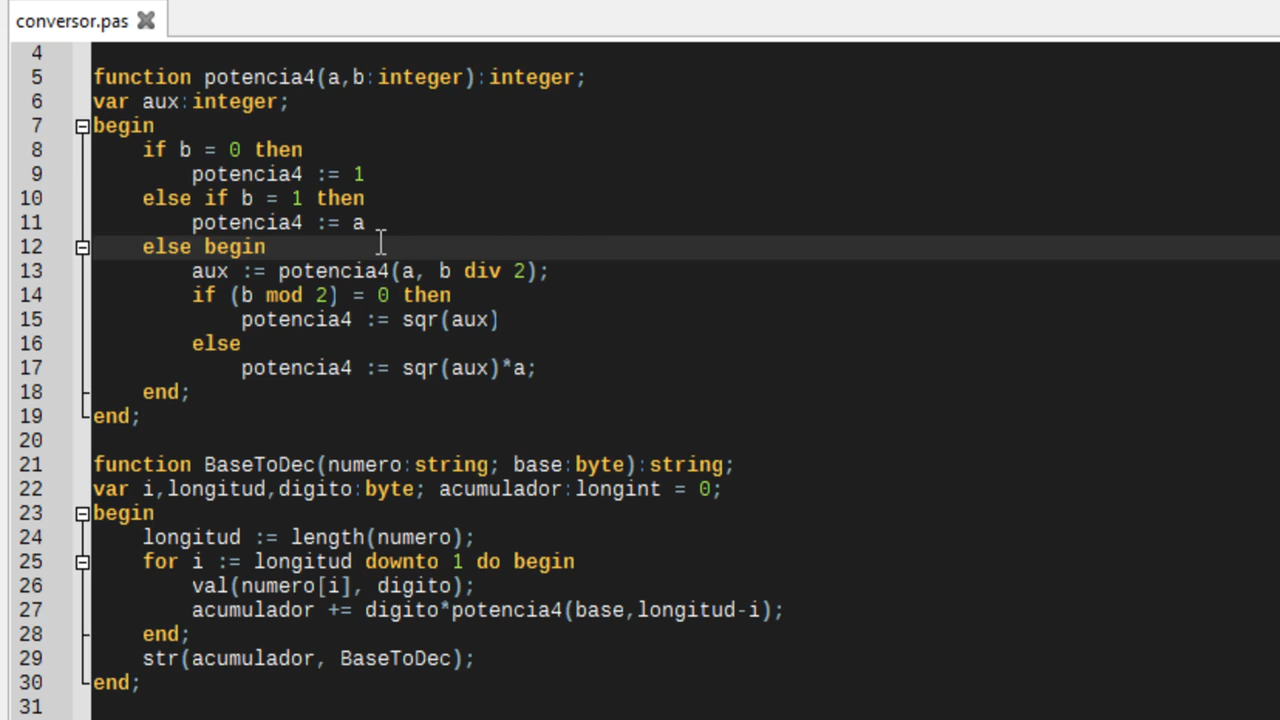 conversor.pas
4
5 function potencia4(a,b:integer):integer;
6 var aux:integer;
7 begin
8     if b = 0 then
9         potencia4 := 1
10     else if b = 1 then
11         potencia4 := a
12     else begin
13         aux := potencia4(a, b div 2);
14         if (b mod 2) = 0 then
15             potencia4 := sqr(aux)
16         else
17             potencia4 := sqr(aux)*a;
18     end;
19 end;
20
21 function BaseToDec(numero:string; base:byte):string;
22 var i,longitud,digito:byte; acumulador:longint = 0;
23 begin
24     longitud := length(numero);
25     for i := longitud downto 1 do begin
26         val(numero[i], digito);
27         acumulador += digito*potencia4(base,longitud-i);
28     end;
29     str(acumulador, BaseToDec);
30 end;
31